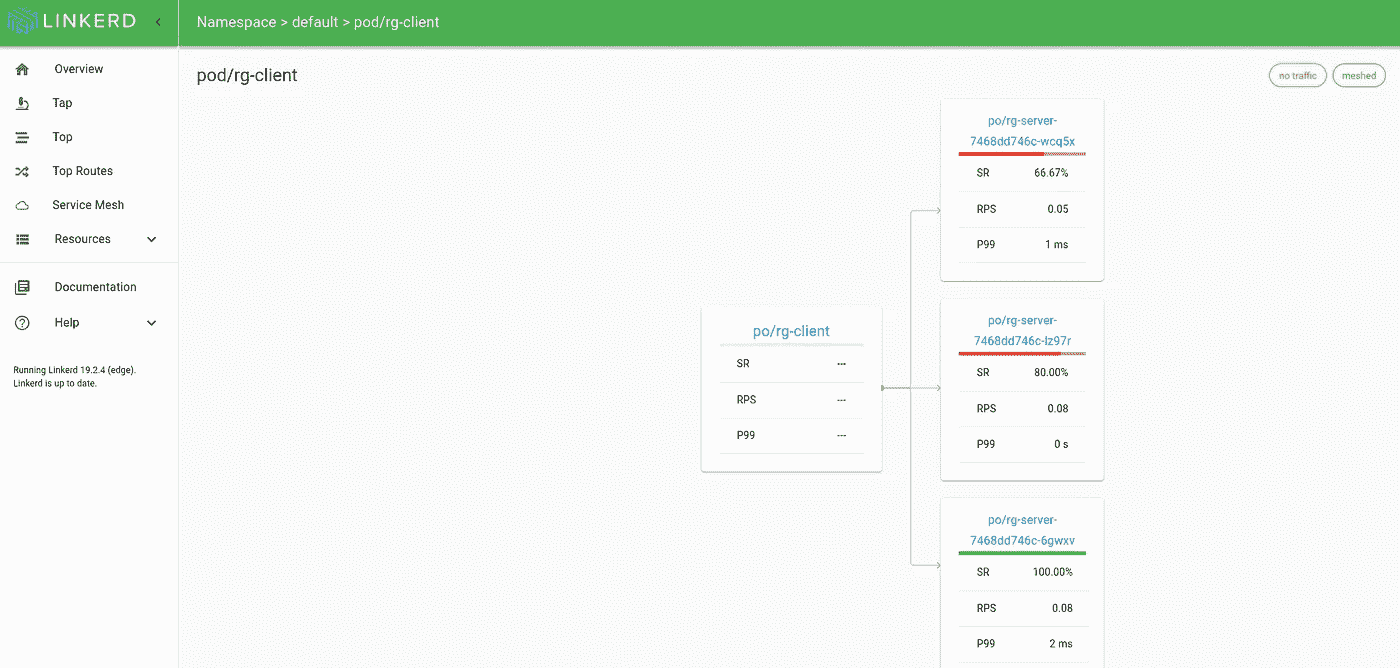 LINKERD
Namespace > default > pod/rg-client
Overview
Tap
Top
Top Routes
Service Mesh
Resources
Documentation
Help
Running Linkerd 19.2.4 (edge).
Linkerd is up to date.
pod/rg-client
no traffic
meshed
po/rg-client
SR ---
RPS ---
P99 ---
po/rg-server-
7468dd746c-wcq5x
SR 66.67%
RPS 0.05
P99 1 ms
po/rg-server-
7468dd746c-lz97r
SR 80.00%
RPS 0.08
P99 0 s
po/rg-server-
7468dd746c-6gwxv
SR 100.00%
RPS 0.08
P99 2 ms